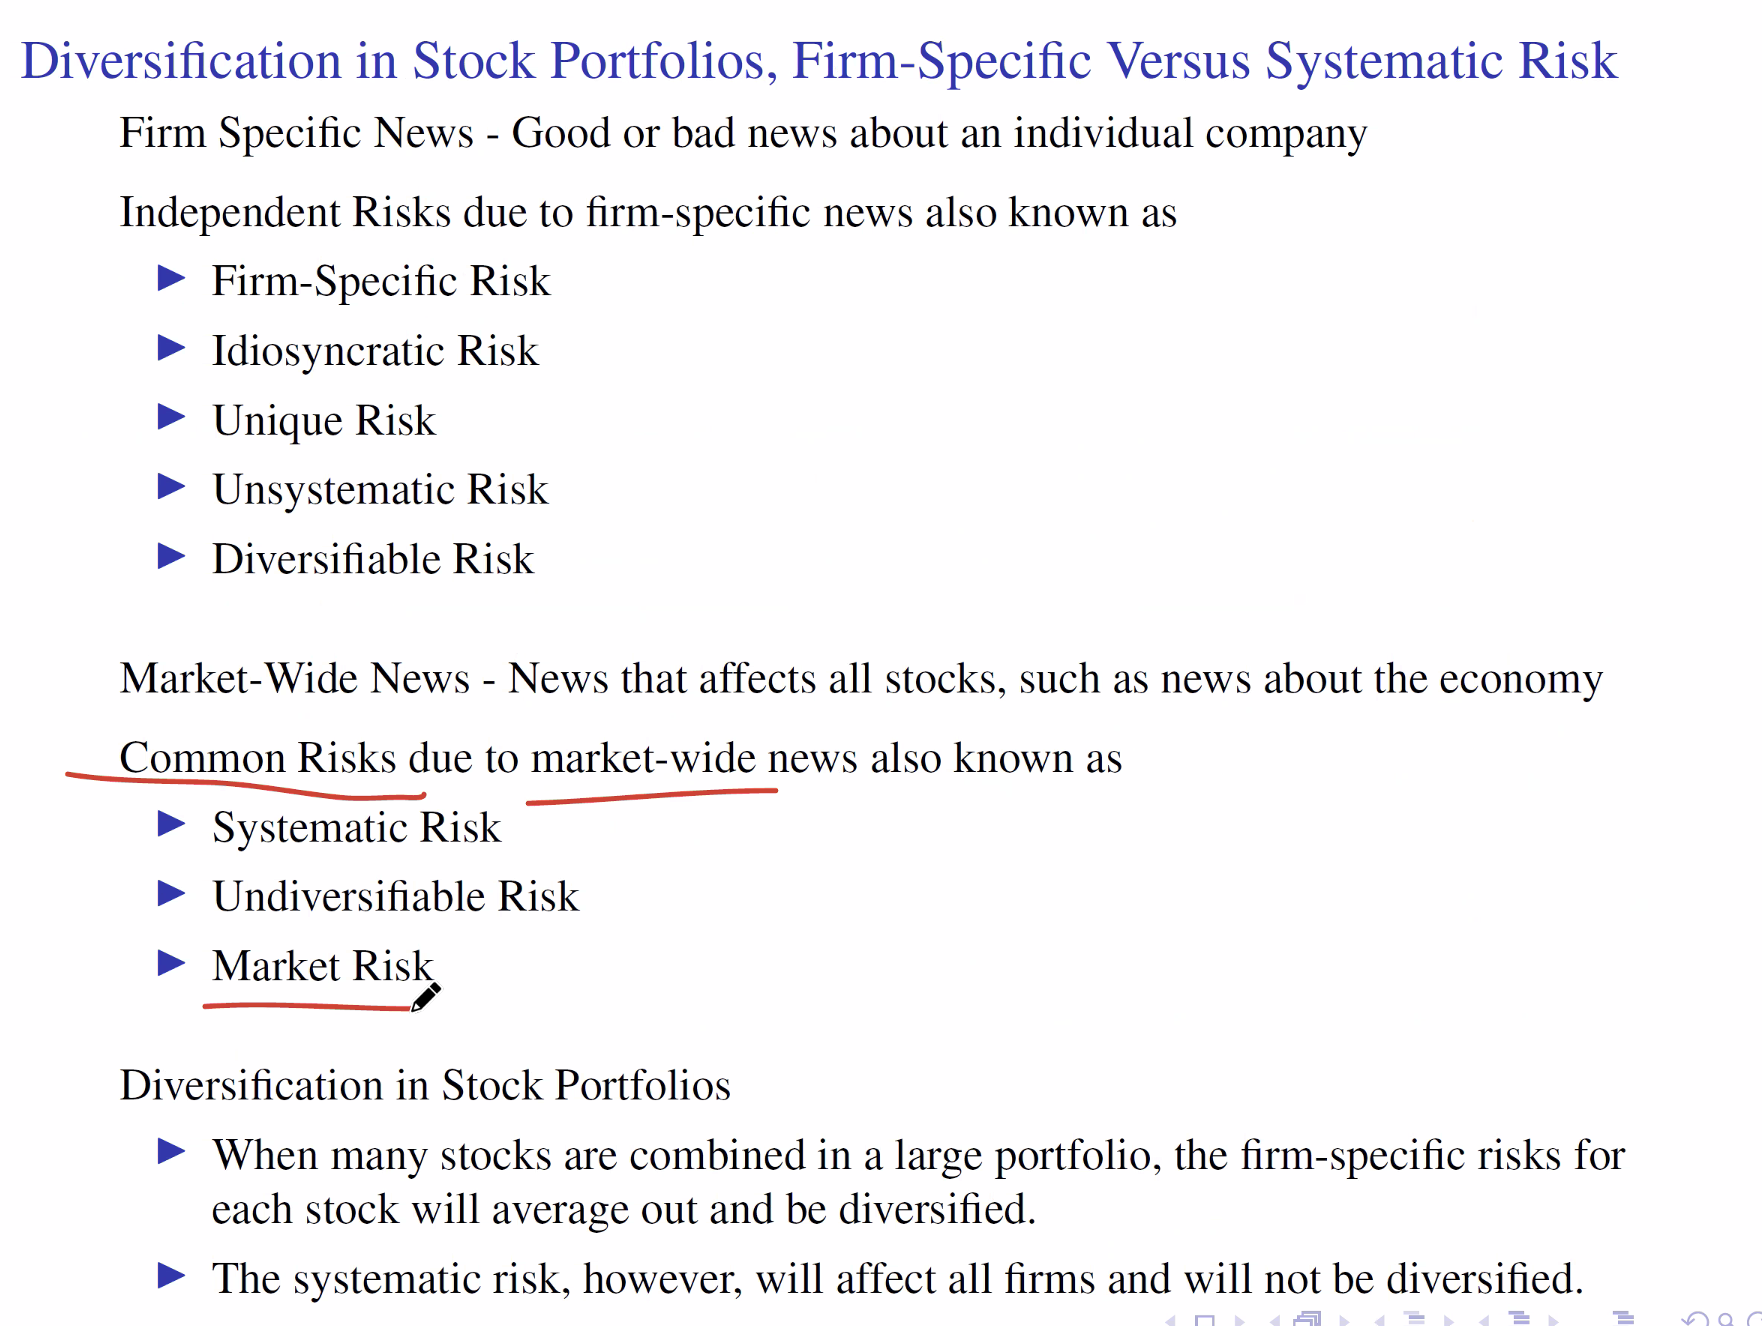 Diversification in Stock Portfolios, Firm-Specific Versus Systematic Risk
Firm Specific News - Good or bad news about an individual company
Independent Risks due to firm-specific news also known as
Firm-Specific Risk
Idiosyncratic Risk
Unique Risk
Unsystematic Risk
Diversifiable Risk
Market-Wide News - News that affects all stocks, such as news about the economy
Common Risks due to market-wide news also known as
Systematic Risk
Undiversifiable Risk
Market Risk
Diversification in Stock Portfolios
When many stocks are combined in a large portfolio, the firm-specific risks for
each stock will average out and be diversified.
The systematic risk, however, will affect all firms and will not be diversified.